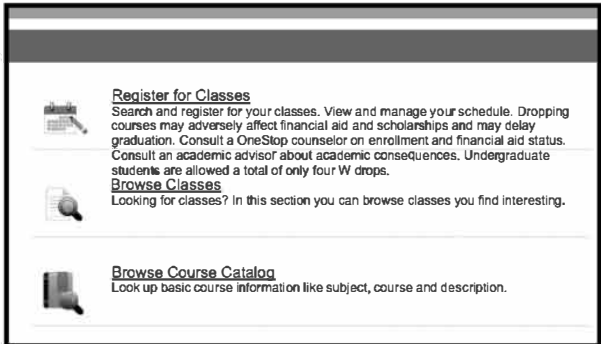 Register for Classes
Search and register for your classes. View and manage your schedule. Dropping
courses may adversely affect financial aid and scholarships and may delay
graduation. Consult a OneStop counselor on enrollment and financial aid status.
Consult an academic advisor about academic consequences. Undergraduate
students are allowed a total of only four W drops.
Browse Classes
Looking for classes? In this section you can browse classes you find interesting.
Browse Course Catalog
Look up basic course information like subject, course and description.